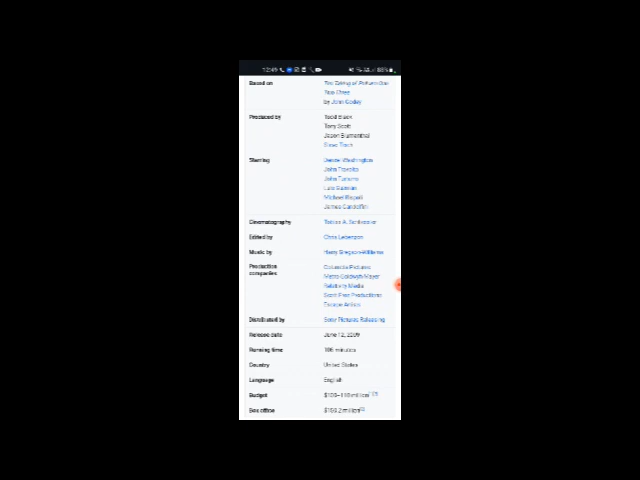 12:49
88%
Based on The Taking of Pelham One
Two Three
by John Godey
Produced by Todd Black
Tony Scott
Jason Blumenthal
Steve Tisch
Starring Denzel Washington
John Travolta
John Turturro
Luis Guzmán
Michael Rispoli
James Gandolfini
Cinematography Tobias A. Schliessler
Edited by Chris Lebenzon
Music by Harry Gregson-Williams
Production
companies
Columbia Pictures
Metro-Goldwyn-Mayer
Relativity Media
Scott Free Productions
Escape Artists
Distributed by Sony Pictures Releasing
Release date June 12, 2009
Running time 106 minutes
Country United States
Language English
Budget $100–110 million
Box office $150.2 million